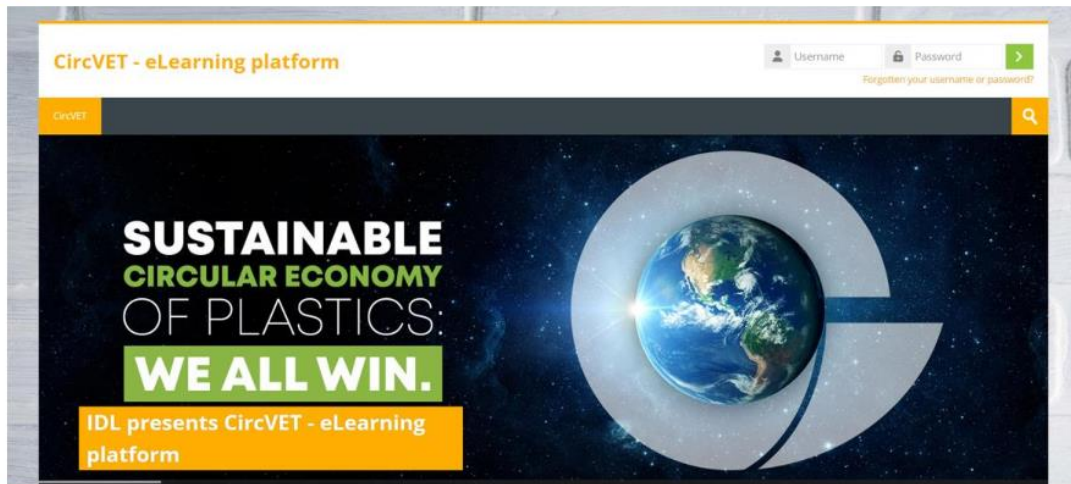 CircVET - eLearning platform
Username
Password
Forgotten your username or password?
CircVET
SUSTAINABLE
CIRCULAR ECONOMY
OF PLASTICS:
WE ALL WIN.
IDL presents CircVET - eLearning
platform